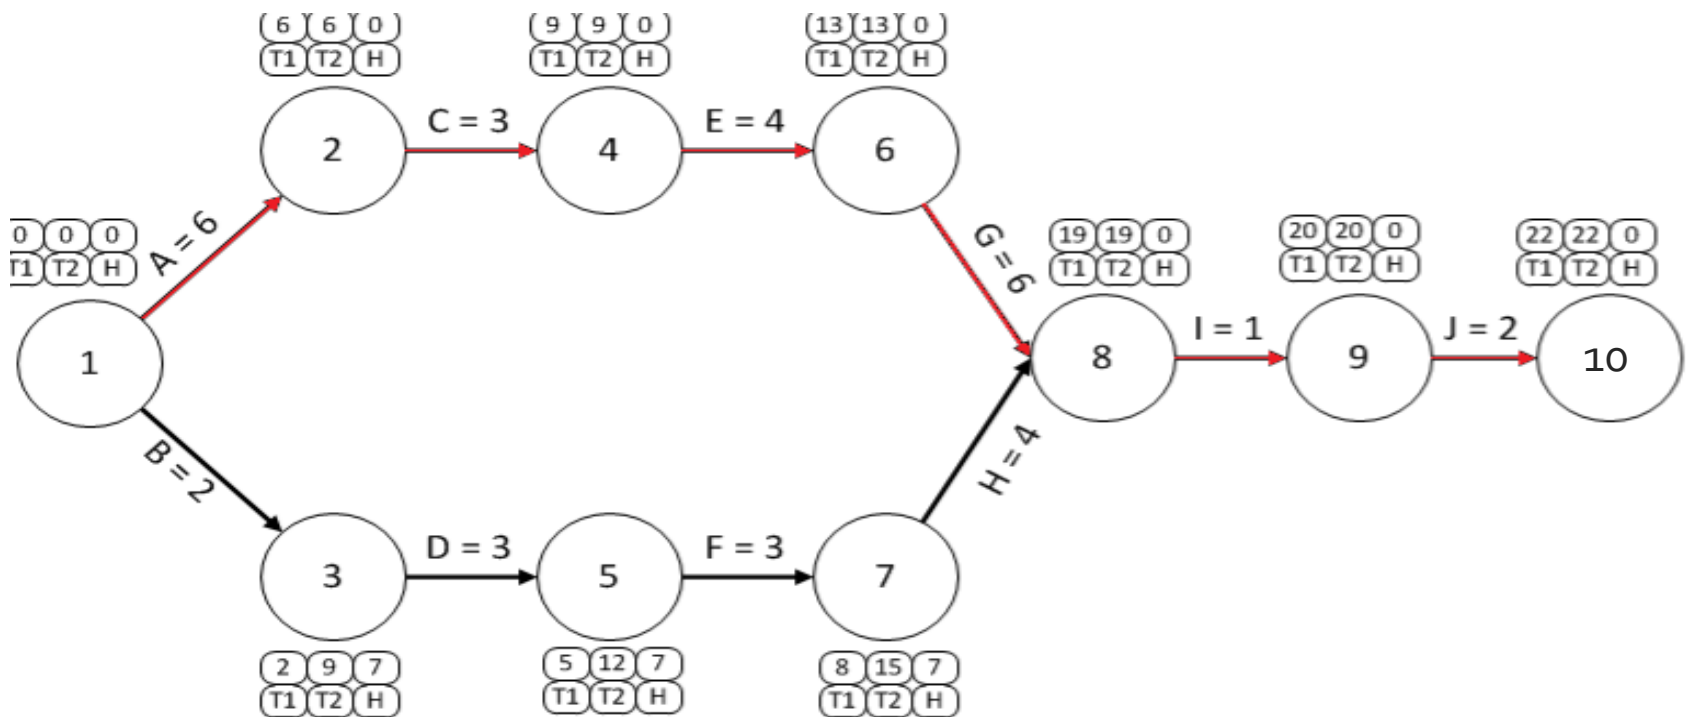 6 6 0
T1 T2 H
9 9 0
T1 T2 H
13 13 0
T1 T2 H
2
C = 3
4
E = 4
6
A = 6
0 0 0
T1 T2 H
1
G = 6
19 19 0
T1 T2 H
20 20 0
T1 T2 H
22 22 0
T1 T2 H
8
I = 1
9
J = 2
10
B = 2
H = 4
3
D = 3
5
F = 3
7
2 9 7
T1 T2 H
5 12 7
T1 T2 H
8 15 7
T1 T2 H